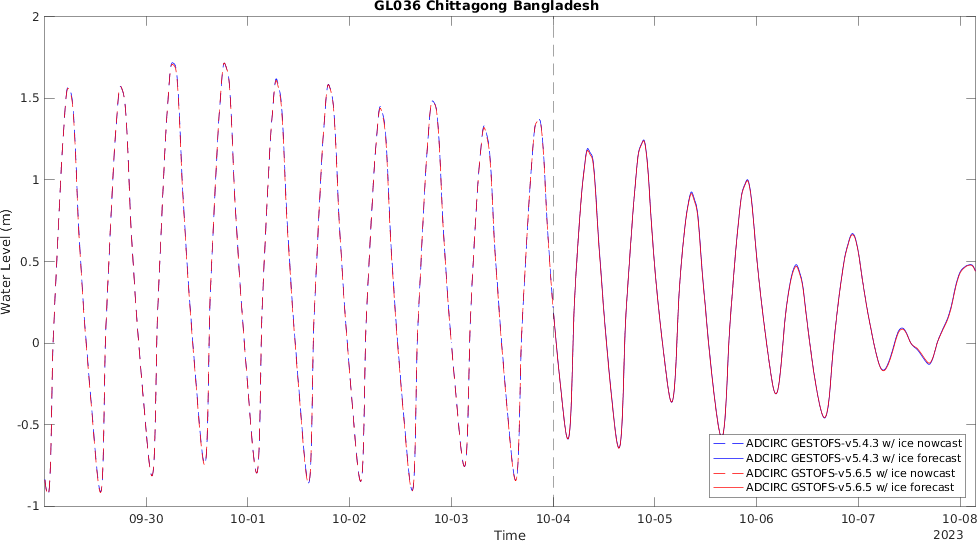 GL036 Chittagong Bangladesh
2
1.5
1
0.5
0
-0.5
-1
Water Level (m)
09-30
10-01
10-02
10-03
10-04
10-05
10-06
10-07
10-08
2023
Time
ADCIRC GESTOFS-v5.4.3 w/ ice nowcast
ADCIRC GESTOFS-v5.4.3 w/ ice forecast
ADCIRC GSTOFS-v5.6.5 w/ ice nowcast
ADCIRC GSTOFS-v5.6.5 w/ ice forecast